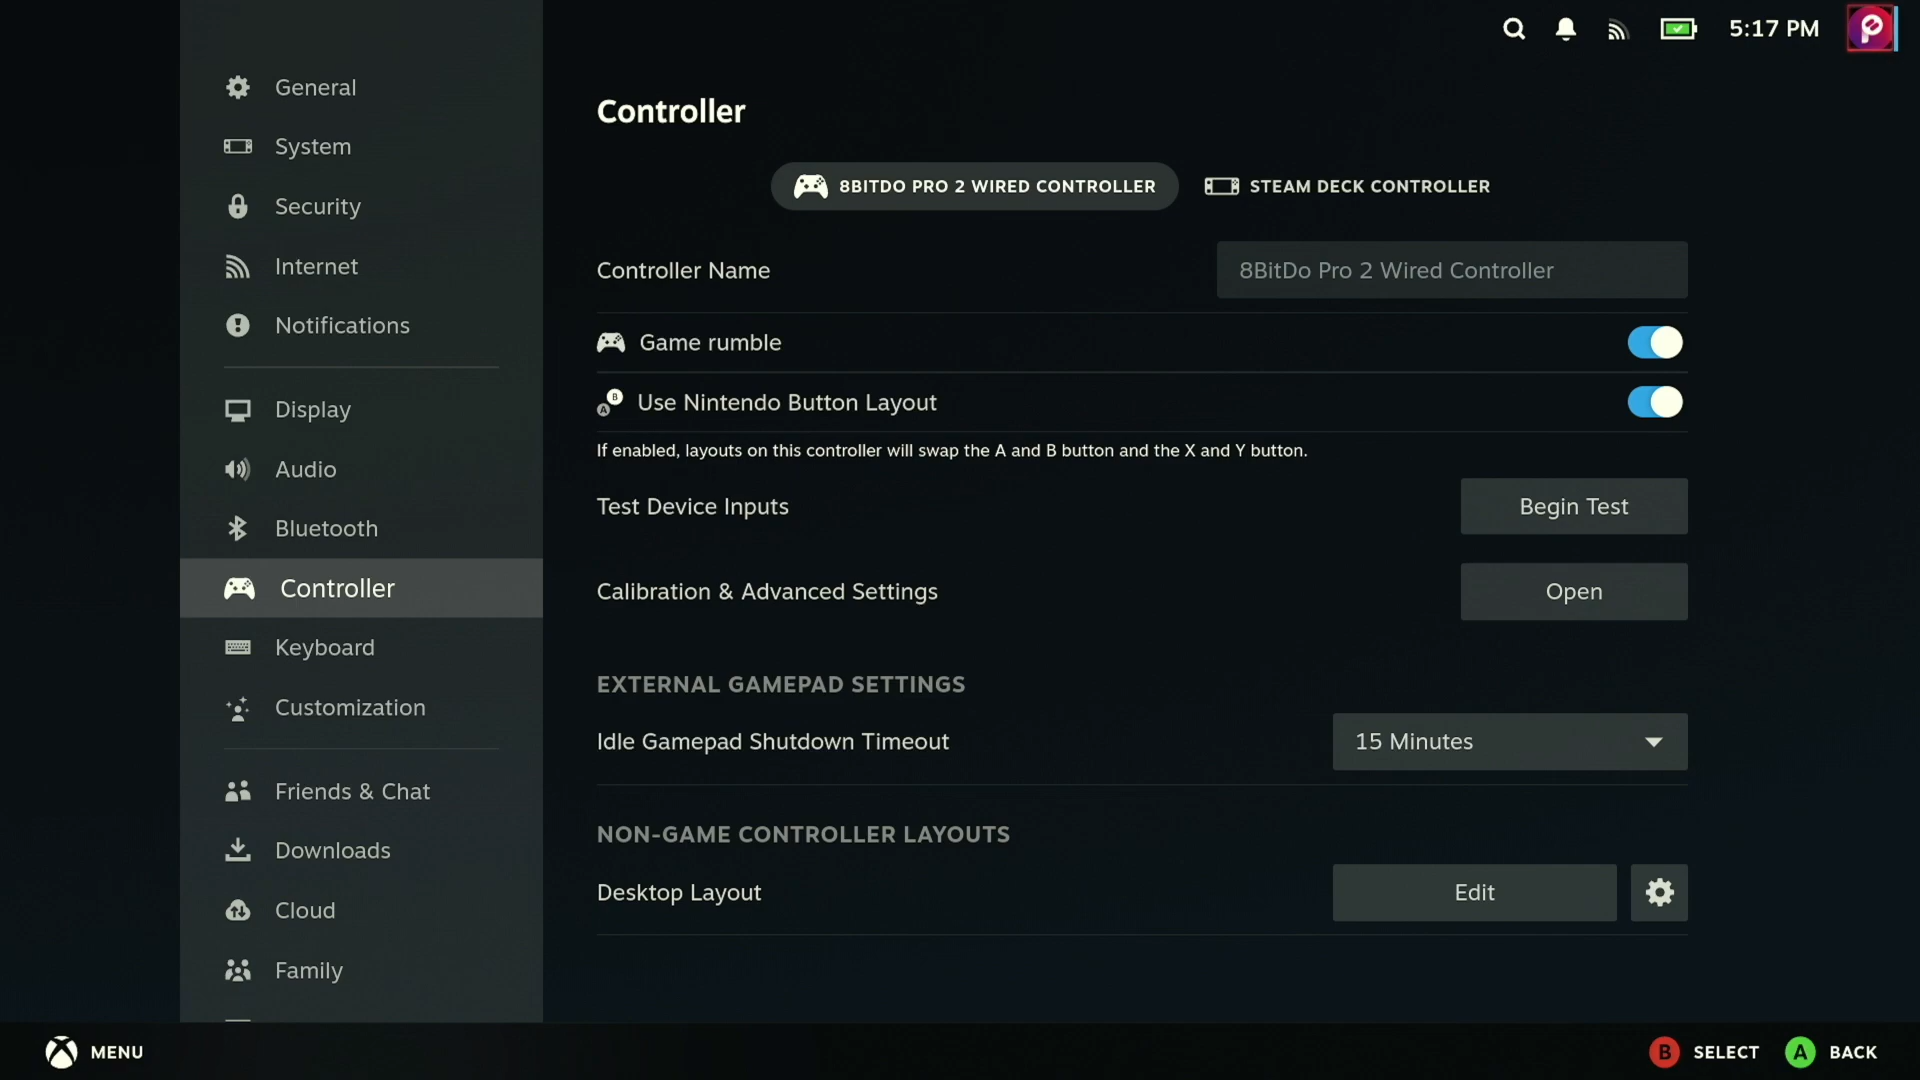 5:17 PM
General
System
Security
Internet
Notifications
Display
Audio
Bluetooth
Controller
Keyboard
Customization
Friends & Chat
Downloads
Cloud
Family
Controller
8BITDO PRO 2 WIRED CONTROLLER
STEAM DECK CONTROLLER
Controller Name
8BitDo Pro 2 Wired Controller
Game rumble
B
A
Use Nintendo Button Layout
If enabled, layouts on this controller will swap the A and B button and the X and Y button.
Test Device Inputs
Begin Test
Calibration & Advanced Settings
Open
EXTERNAL GAMEPAD SETTINGS
Idle Gamepad Shutdown Timeout
15 Minutes
NON-GAME CONTROLLER LAYOUTS
Desktop Layout
Edit
MENU
B SELECT
A BACK